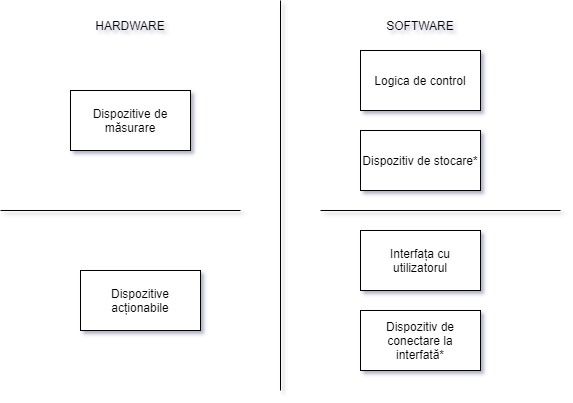 HARDWARE
SOFTWARE
Dispozitive de
măsurare
Logica de control
Dispozitiv de stocare*
Dispozitive
acționabile
Interfața cu
utilizatorul
Dispozitiv de
conectare la
interfată*